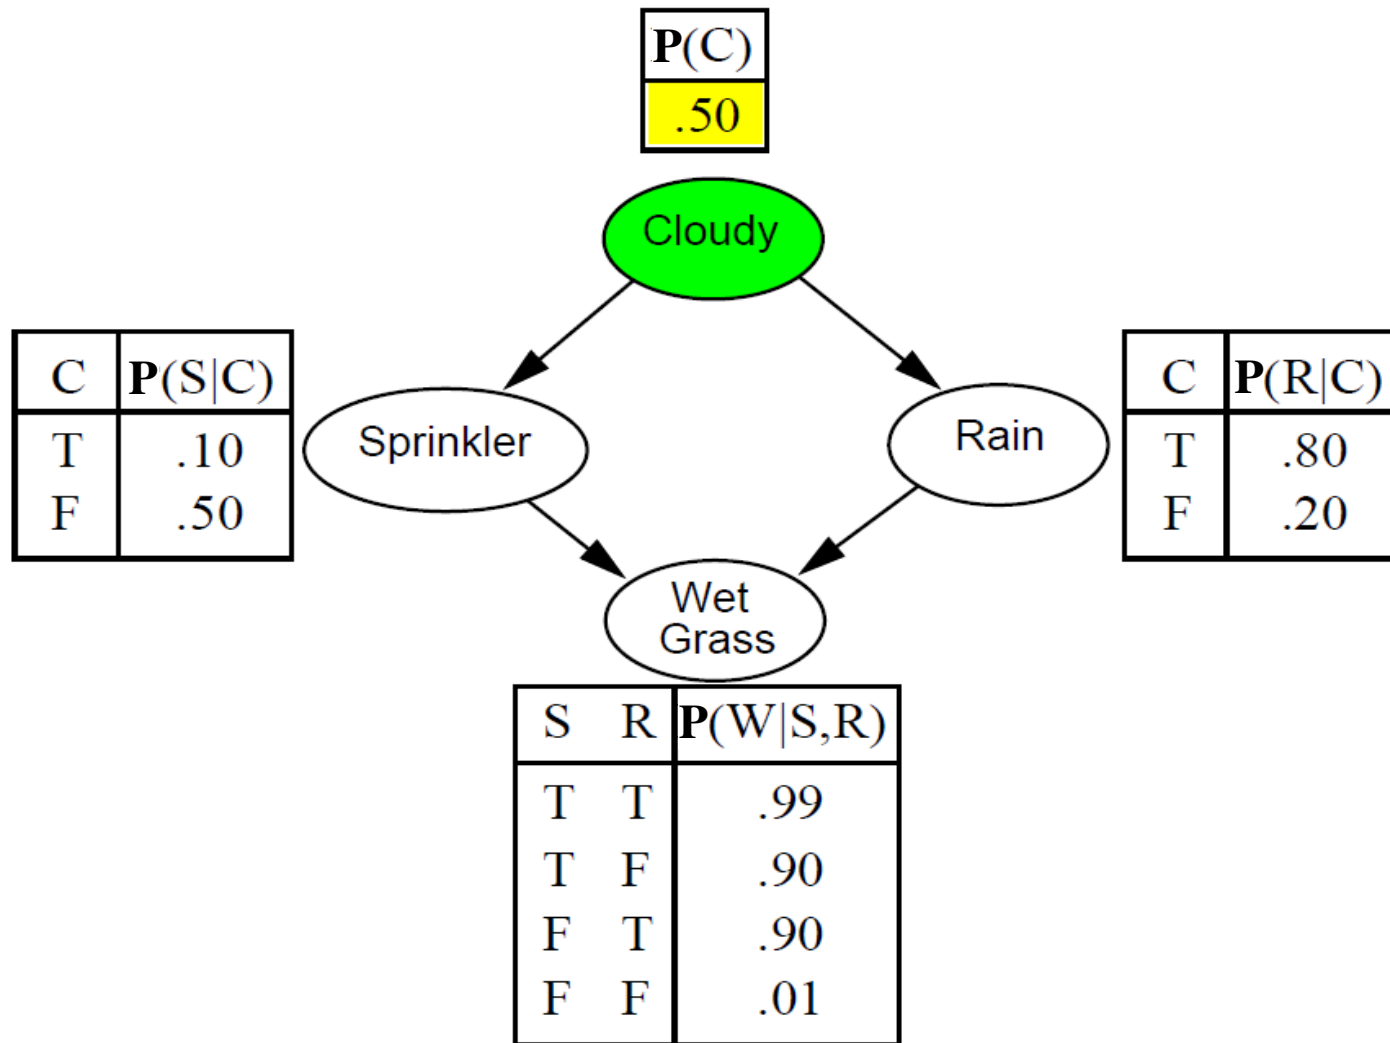 P(C)
.50
Cloudy
C P(S|C)
T .10
F .50
Sprinkler
Rain
C P(R|C)
T .80
F .20
Wet
Grass
S R P(W|S,R)
T T .99
T F .90
F T .90
F F .01